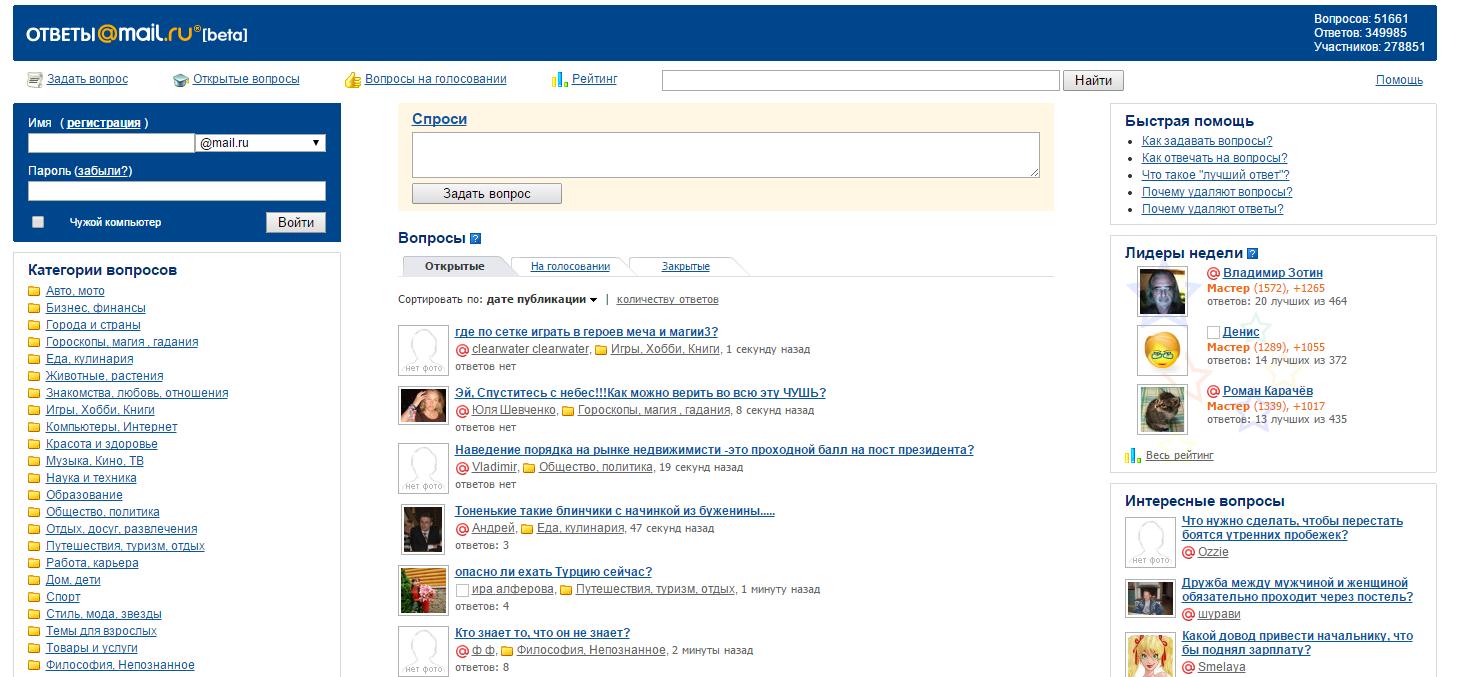 ОТВЕТЫ@mail.ru®[beta]
Вопросов: 51661
Ответов: 349985
Участников: 278851
Задать вопрос
Открытые вопросы
Вопросы на голосовании
Рейтинг
Найти
Помощь
Имя ( регистрация )
@mail.ru
Пароль (забыли?)
Чужой компьютер
Войти
Категории вопросов
Авто, мото
Бизнес, финансы
Города и страны
Гороскопы, магия , гадания
Еда, кулинария
Животные, растения
Знакомства, любовь, отношения
Игры, Хобби, Книги
Компьютеры, Интернет
Красота и здоровье
Музыка, Кино, ТВ
Наука и техника
Образование
Общество, политика
Отдых, досуг, развлечения
Путешествия, туризм, отдых
Работа, карьера
Дом, дети
Спорт
Стиль, мода, звезды
Темы для взрослых
Товары и услуги
Философия, Непознанное
Спроси
Задать вопрос
Вопросы ?
Открытые
На голосовании
Закрытые
Сортировать по: дате публикации | количеству ответов
нет фото
где по сетке играть в героев меча и магии3?
@ clearwater clearwater, Игры, Хобби, Книги, 1 секунду назад
ответов нет
Эй, Спуститесь с небес!!!Как можно верить во всю эту ЧУШЬ?
@ Юля Шевченко, Гороскопы, магия , гадания, 8 секунд назад
ответов нет
нет фото
Наведение порядка на рынке недвижимисти -это проходной балл на пост президента?
@ Vladimir, Общество, политика, 19 секунд назад
ответов нет
Тоненькие такие блинчики с начинкой из буженины.....
@ Андрей, Еда, кулинария, 47 секунд назад
ответов: 3
опасно ли ехать Турцию сейчас?
ира алферова, Путешествия, туризм, отдых, 1 минуту назад
ответов: 4
нет фото
Кто знает то, что он не знает?
@ ф ф, Философия, Непознанное, 2 минуты назад
ответов: 8
Быстрая помощь
Как задавать вопросы?
Как отвечать на вопросы?
Что такое "лучший ответ"?
Почему удаляют вопросы?
Почему удаляют ответы?
Лидеры недели ?
@ Владимир Зотин
Мастер (1572), +1265
ответов: 20 лучших из 464
Денис
Мастер (1289), +1055
ответов: 14 лучших из 372
@ Роман Карачёв
Мастер (1339), +1017
ответов: 13 лучших из 435
Весь рейтинг
Интересные вопросы
нет фото
Что нужно сделать, чтобы перестать
боятся утренних пробежек?
@ Ozzie
Дружба между мужчиной и женщиной
обязательно проходит через постель?
@ шурави
Какой довод привести начальнику, что
бы поднял зарплату?
@ Smelaya